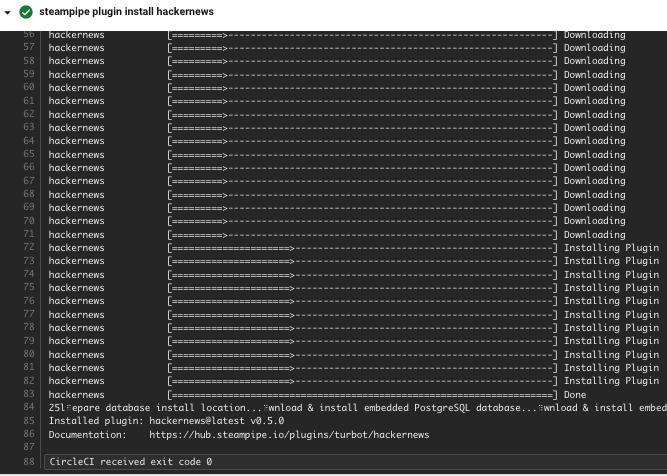 steampipe plugin install hackernews
56 hackernews [=========>--------------------------------------------------------] Downloading
57 hackernews [=========>--------------------------------------------------------] Downloading
58 hackernews [=========>--------------------------------------------------------] Downloading
59 hackernews [=========>--------------------------------------------------------] Downloading
60 hackernews [=========>--------------------------------------------------------] Downloading
61 hackernews [=========>--------------------------------------------------------] Downloading
62 hackernews [=========>--------------------------------------------------------] Downloading
63 hackernews [=========>--------------------------------------------------------] Downloading
64 hackernews [=========>--------------------------------------------------------] Downloading
65 hackernews [=========>--------------------------------------------------------] Downloading
66 hackernews [=========>--------------------------------------------------------] Downloading
67 hackernews [=========>--------------------------------------------------------] Downloading
68 hackernews [=========>--------------------------------------------------------] Downloading
69 hackernews [=========>--------------------------------------------------------] Downloading
70 hackernews [=========>--------------------------------------------------------] Downloading
71 hackernews [=========>--------------------------------------------------------] Downloading
72 hackernews [=====================>--------------------------------------------] Installing Plugin
73 hackernews [=====================>--------------------------------------------] Installing Plugin
74 hackernews [=====================>--------------------------------------------] Installing Plugin
75 hackernews [=====================>--------------------------------------------] Installing Plugin
76 hackernews [=====================>--------------------------------------------] Installing Plugin
77 hackernews [=====================>--------------------------------------------] Installing Plugin
78 hackernews [=====================>--------------------------------------------] Installing Plugin
79 hackernews [=====================>--------------------------------------------] Installing Plugin
80 hackernews [=====================>--------------------------------------------] Installing Plugin
81 hackernews [=====================>--------------------------------------------] Installing Plugin
82 hackernews [=====================>--------------------------------------------] Installing Plugin
83 hackernews [==================================================================] Done
84 25l⠋epare database install location...⠋wnload & install embedded PostgreSQL database...⠋wnload & install embed
85 Installed plugin: hackernews@latest v0.5.0
86 Documentation: https://hub.steampipe.io/plugins/turbot/hackernews
87
88 CircleCI received exit code 0